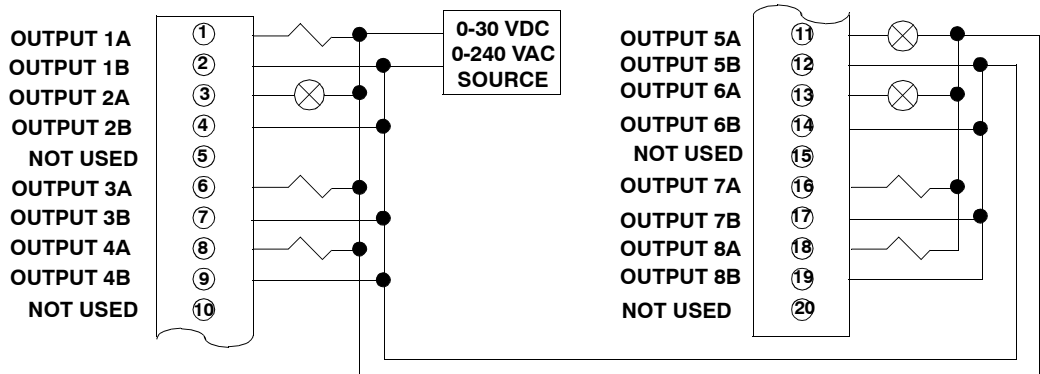 OUTPUT 1A 1
OUTPUT 1B 2
OUTPUT 2A 3
OUTPUT 2B 4
NOT USED 5
OUTPUT 3A 6
OUTPUT 3B 7
OUTPUT 4A 8
OUTPUT 4B 9
NOT USED 10
0-30 VDC
0-240 VAC
SOURCE
OUTPUT 5A 11
OUTPUT 5B 12
OUTPUT 6A 13
OUTPUT 6B 14
NOT USED 15
OUTPUT 7A 16
OUTPUT 7B 17
OUTPUT 8A 18
OUTPUT 8B 19
NOT USED 20